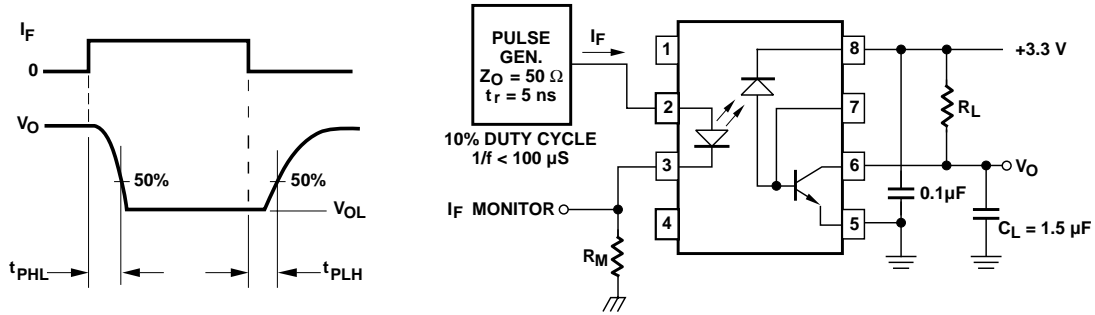 I_F
0
V_O
50%
50%
V_OL
t_PHL
t_PLH
PULSE
GEN.
Z_O = 50 Ω
t_r = 5 ns
I_F
10% DUTY CYCLE
1/f < 100 µS
I_F MONITOR
R_M
1
2
3
4
8
7
6
5
+3.3 V
R_L
V_O
0.1µF
C_L = 1.5 µF